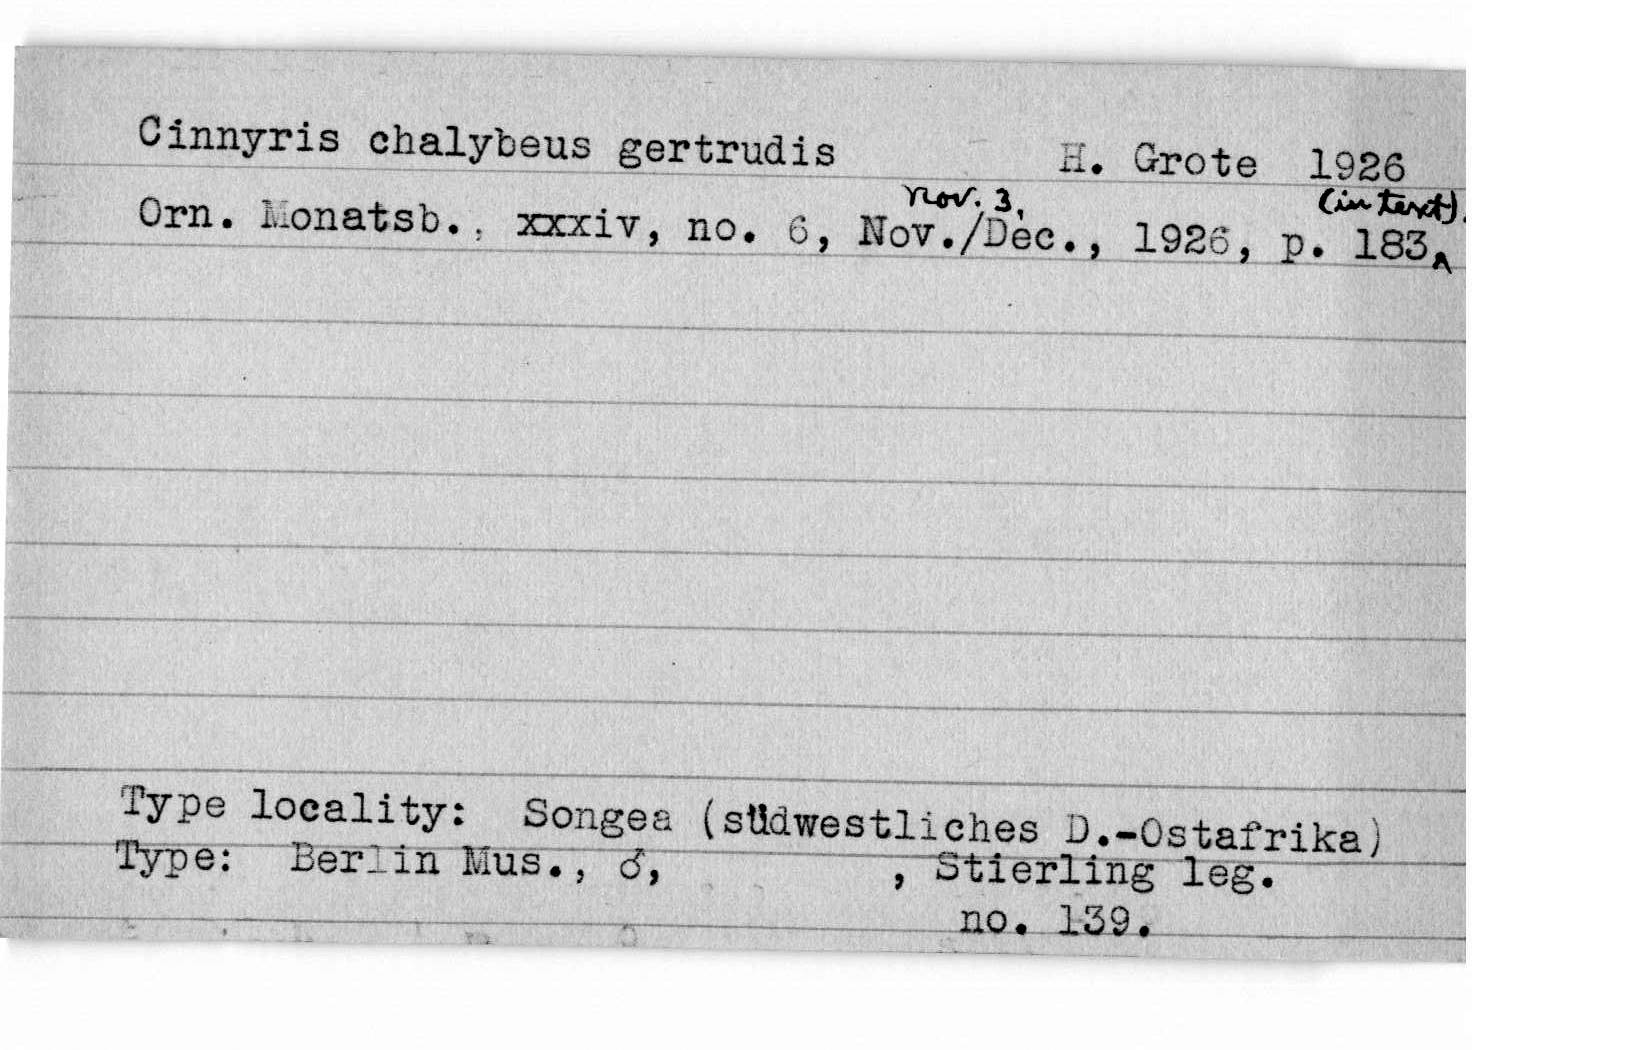 Cinnyris chalybeus gertrudis H. Grote 1926
nov. 3, (in text).
Orn. Monatsb., xxxiv, no. 6, Nov./Dec., 1926, p. 183^
Type locality: Songea (südwestliches D.-Ostafrika)
Type: Berlin Mus., ♂, , Stierling leg.
no. 139.